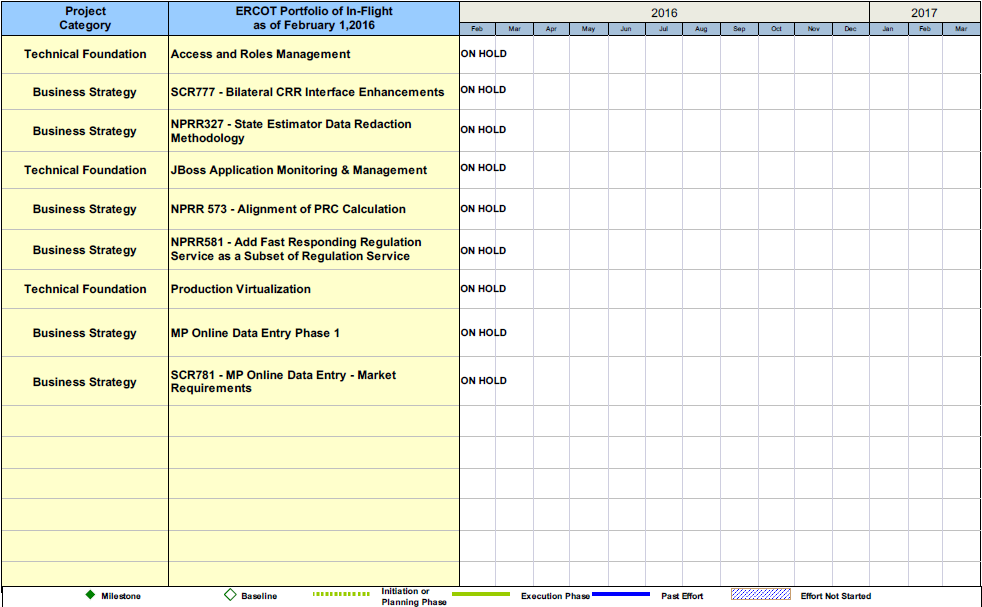 Project Category
ERCOT Portfolio of In-Flight
as of February 1,2016
2016
2017
Feb Mar Apr May Jun Jul Aug Sep Oct Nov Dec Jan Feb Mar
Technical Foundation Access and Roles Management ON HOLD
Business Strategy SCR777 - Bilateral CRR Interface Enhancements ON HOLD
Business Strategy NPRR327 - State Estimator Data Redaction
Methodology ON HOLD
Technical Foundation JBoss Application Monitoring & Management ON HOLD
Business Strategy NPRR 573 - Alignment of PRC Calculation ON HOLD
Business Strategy NPRR581 - Add Fast Responding Regulation
Service as a Subset of Regulation Service ON HOLD
Technical Foundation Production Virtualization ON HOLD
Business Strategy MP Online Data Entry Phase 1 ON HOLD
Business Strategy SCR781 - MP Online Data Entry - Market
Requirements ON HOLD
Milestone Baseline Initiation or
Planning Phase Execution Phase Past Effort Effort Not Started